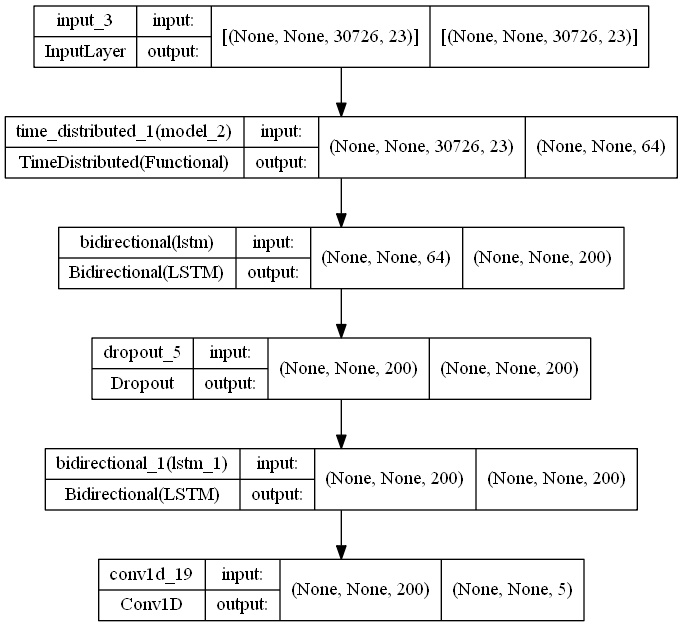 input_3 input: [(None, None, 30726, 23)] [(None, None, 30726, 23)]
InputLayer output:
time_distributed_1(model_2) input: (None, None, 30726, 23) (None, None, 64)
TimeDistributed(Functional) output:
bidirectional(lstm) input: (None, None, 64) (None, None, 200)
Bidirectional(LSTM) output:
dropout_5 input: (None, None, 200) (None, None, 200)
Dropout output:
bidirectional_1(lstm_1) input: (None, None, 200) (None, None, 200)
Bidirectional(LSTM) output:
conv1d_19 input: (None, None, 200) (None, None, 5)
Conv1D output: